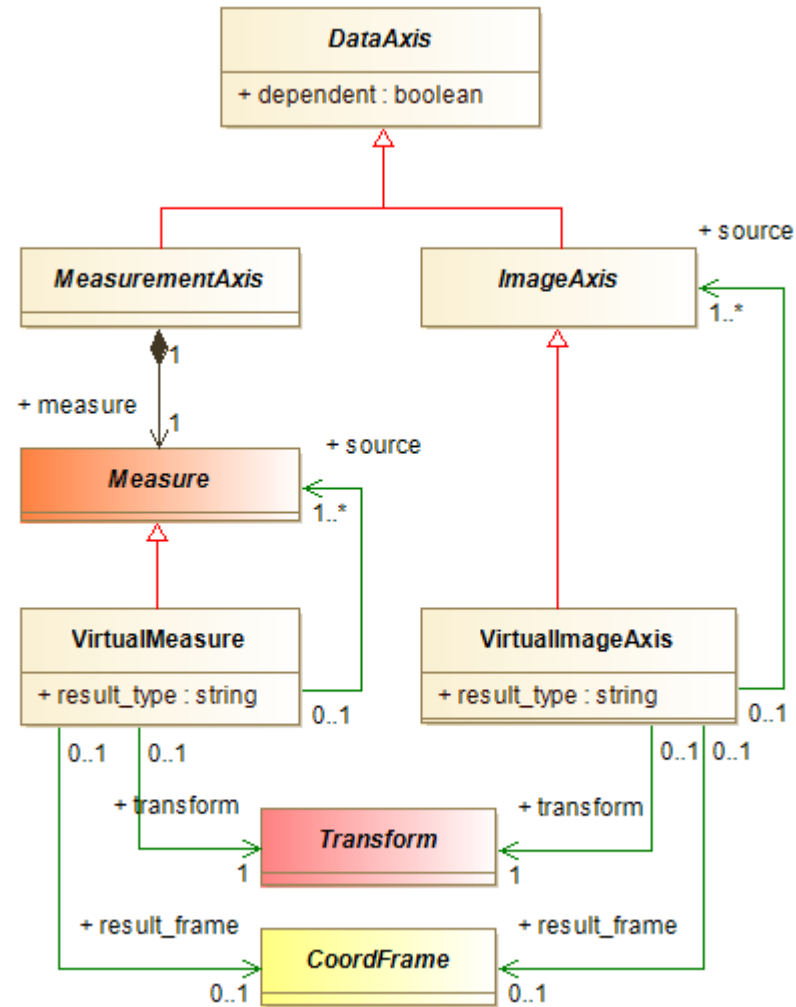 DataAxis
+ dependent : boolean
+ source
MeasurementAxis
ImageAxis
1
1..*
+ measure
1
+ source
Measure
1..*
VirtualMeasure
VirtualImageAxis
+ result_type : string
+ result_type : string
0..1
0..1
0..1
0..1
0..1
0..1
+ transform
+ transform
Transform
1
1
+ result_frame
+ result_frame
CoordFrame
0..1
0..1